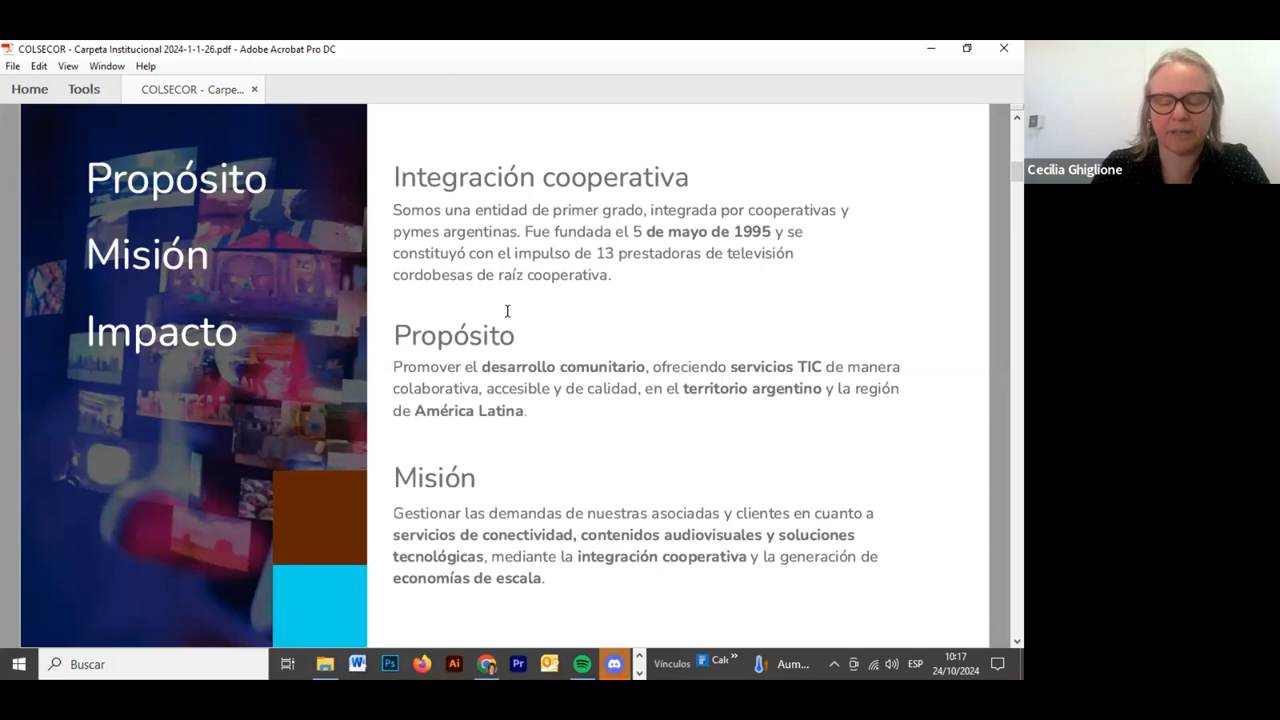 COLSECOR - Carpeta Institucional 2024-1-1-26.pdf - Adobe Acrobat Pro DC
File Edit View Window Help
Home Tools COLSECOR - Carpe... ×
Propósito
Misión
Impacto
Integración cooperativa
Somos una entidad de primer grado, integrada por cooperativas y
pymes argentinas. Fue fundada el 5 de mayo de 1995 y se
constituyó con el impulso de 13 prestadoras de televisión
cordobesas de raíz cooperativa.
Propósito
Promover el desarrollo comunitario, ofreciendo servicios TIC de manera
colaborativa, accesible y de calidad, en el territorio argentino y la región
de América Latina.
Misión
Gestionar las demandas de nuestras asociadas y clientes en cuanto a
servicios de conectividad, contenidos audiovisuales y soluciones
tecnológicas, mediante la integración cooperativa y la generación de
economías de escala.
Cecilia Ghiglione
Buscar
W Ps Ai Pr
Vínculos Cak » Aum... ESP
10:17
24/10/2024